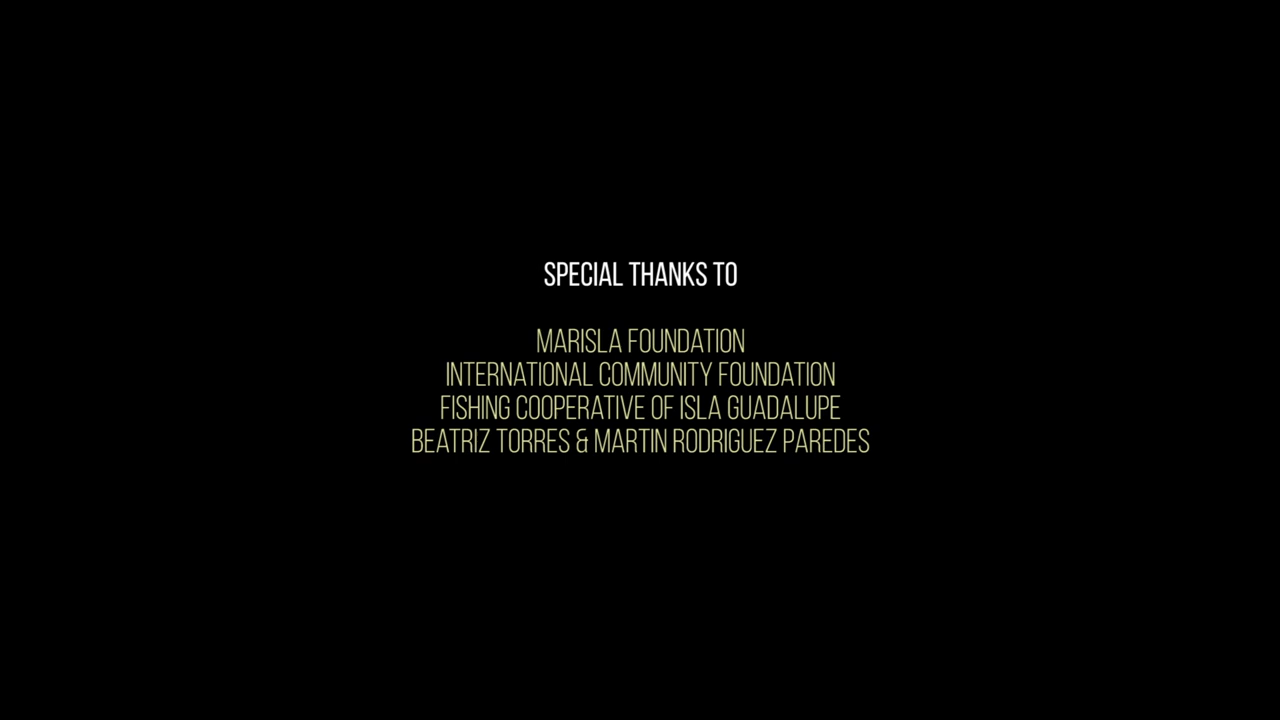 SPECIAL THANKS TO
MARISLA FOUNDATION
INTERNATIONAL COMMUNITY FOUNDATION
FISHING COOPERATIVE OF ISLA GUADALUPE
BEATRIZ TORRES & MARTIN RODRIGUEZ PAREDES